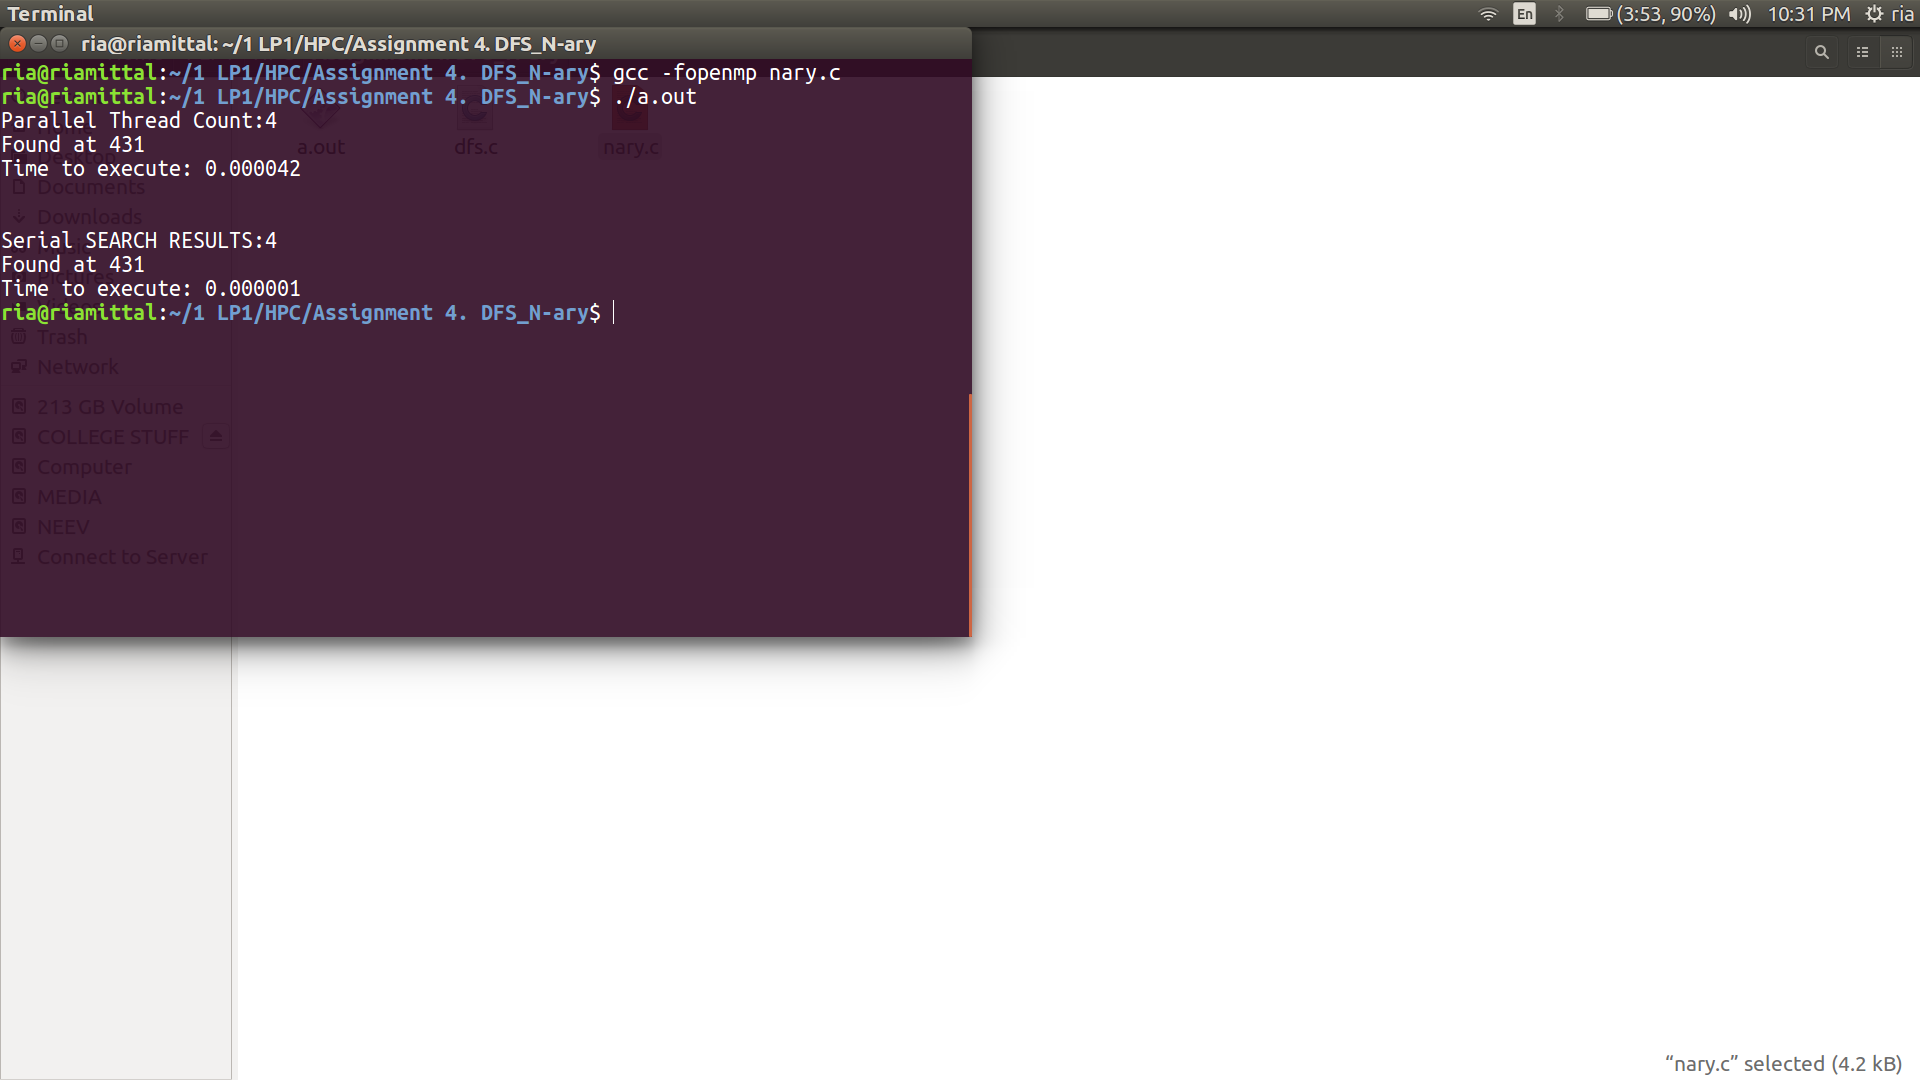 Terminal
En
(3:53, 90%)
10:31 PM
ria
ria@riamittal: ~/1 LP1/HPC/Assignment 4. DFS_N-ary
ria@riamittal:~/1 LP1/HPC/Assignment 4. DFS_N-ary$ gcc -fopenmp nary.c
ria@riamittal:~/1 LP1/HPC/Assignment 4. DFS_N-ary$ ./a.out
Parallel Thread Count:4
Found at 431
Time to execute: 0.000042
Serial SEARCH RESULTS:4
Found at 431
Time to execute: 0.000001
ria@riamittal:~/1 LP1/HPC/Assignment 4. DFS_N-ary$
a.out
dfs.c
nary.c
Desktop
Documents
Downloads
Pictures
Trash
Network
213 GB Volume
COLLEGE STUFF
Computer
MEDIA
NEEV
Connect to Server
“nary.c” selected (4.2 kB)